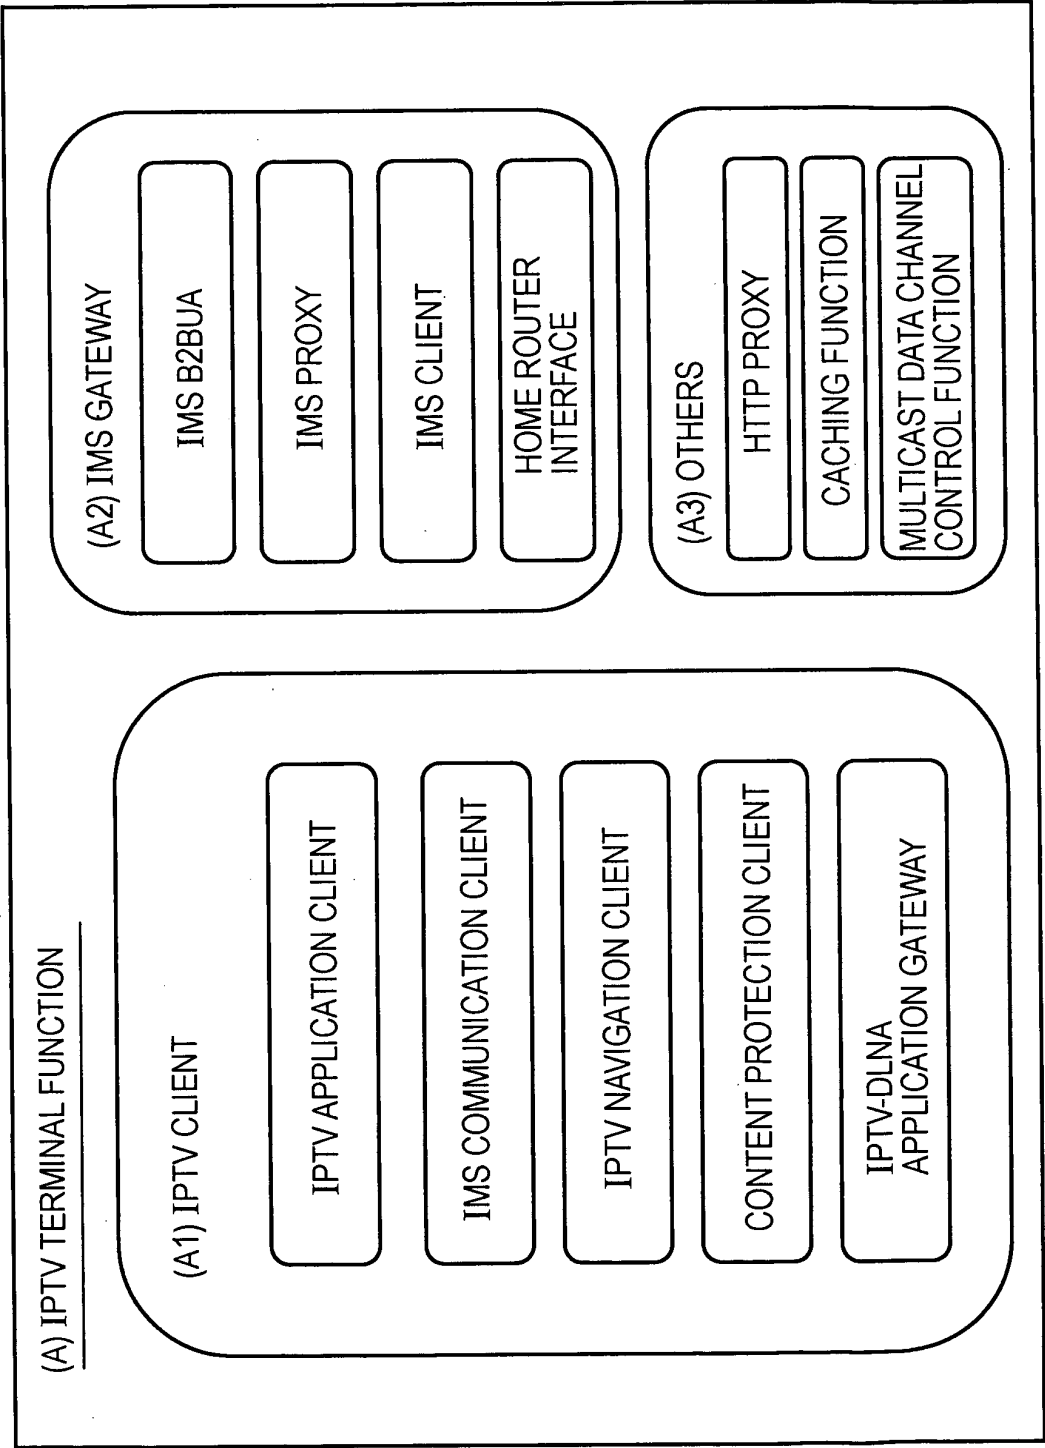 (A) IPTV TERMINAL FUNCTION
(A1) IPTV CLIENT
IPTV APPLICATION CLIENT
IMS COMMUNICATION CLIENT
IPTV NAVIGATION CLIENT
CONTENT PROTECTION CLIENT
IPTV-DLNA
APPLICATION GATEWAY
(A2) IMS GATEWAY
IMS B2BUA
IMS PROXY
IMS CLIENT
HOME ROUTER
INTERFACE
(A3) OTHERS
HTTP PROXY
CACHING FUNCTION
MULTICAST DATA CHANNEL
CONTROL FUNCTION